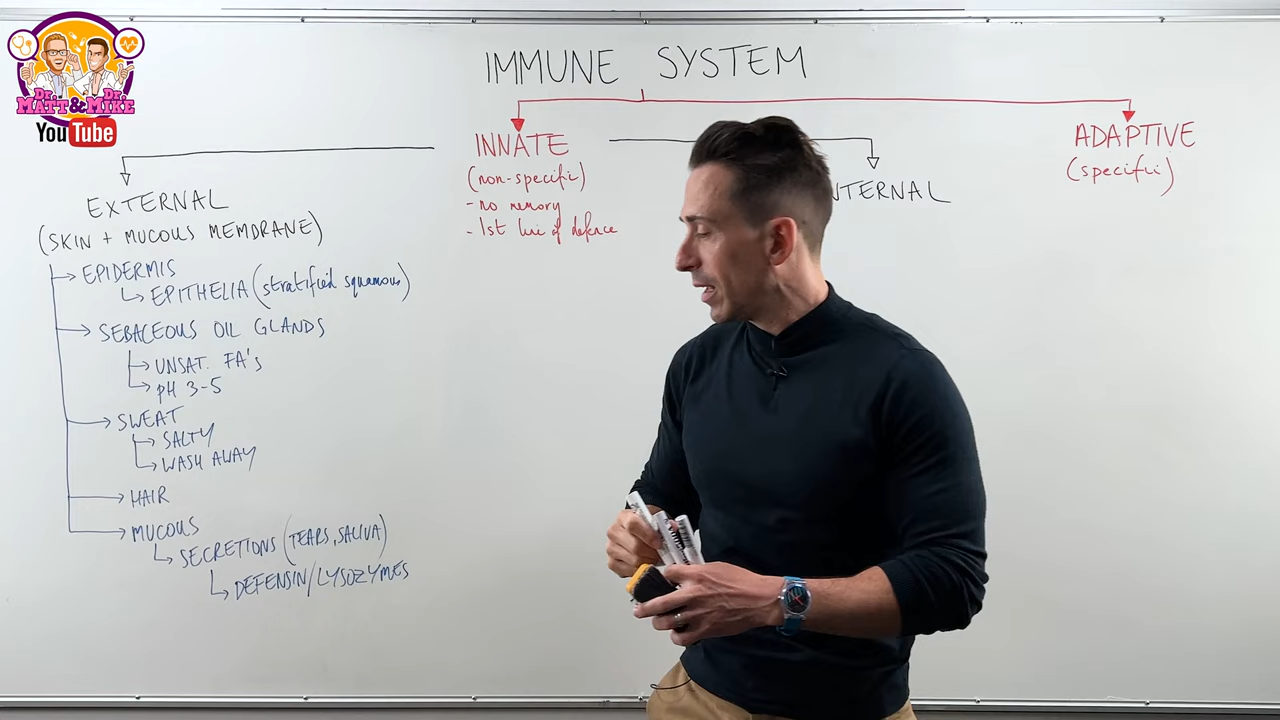 Dr. MATT & Dr. MIKE
YouTube
IMMUNE SYSTEM
INNATE
(non-specific)
- no memory
- 1st line of defence
ADAPTIVE
(specific)
EXTERNAL
(SKIN + MUCOUS MEMBRANE)
EPIDERMIS
EPITHELIA (stratified squamous)
SEBACEOUS OIL GLANDS
UNSAT. FA's
pH 3-5
SWEAT
SALTY
WASH AWAY
HAIR
MUCOUS
SECRETIONS (TEARS, SALIVA)
DEFENSIN/LYSOZYMES
NTERNAL